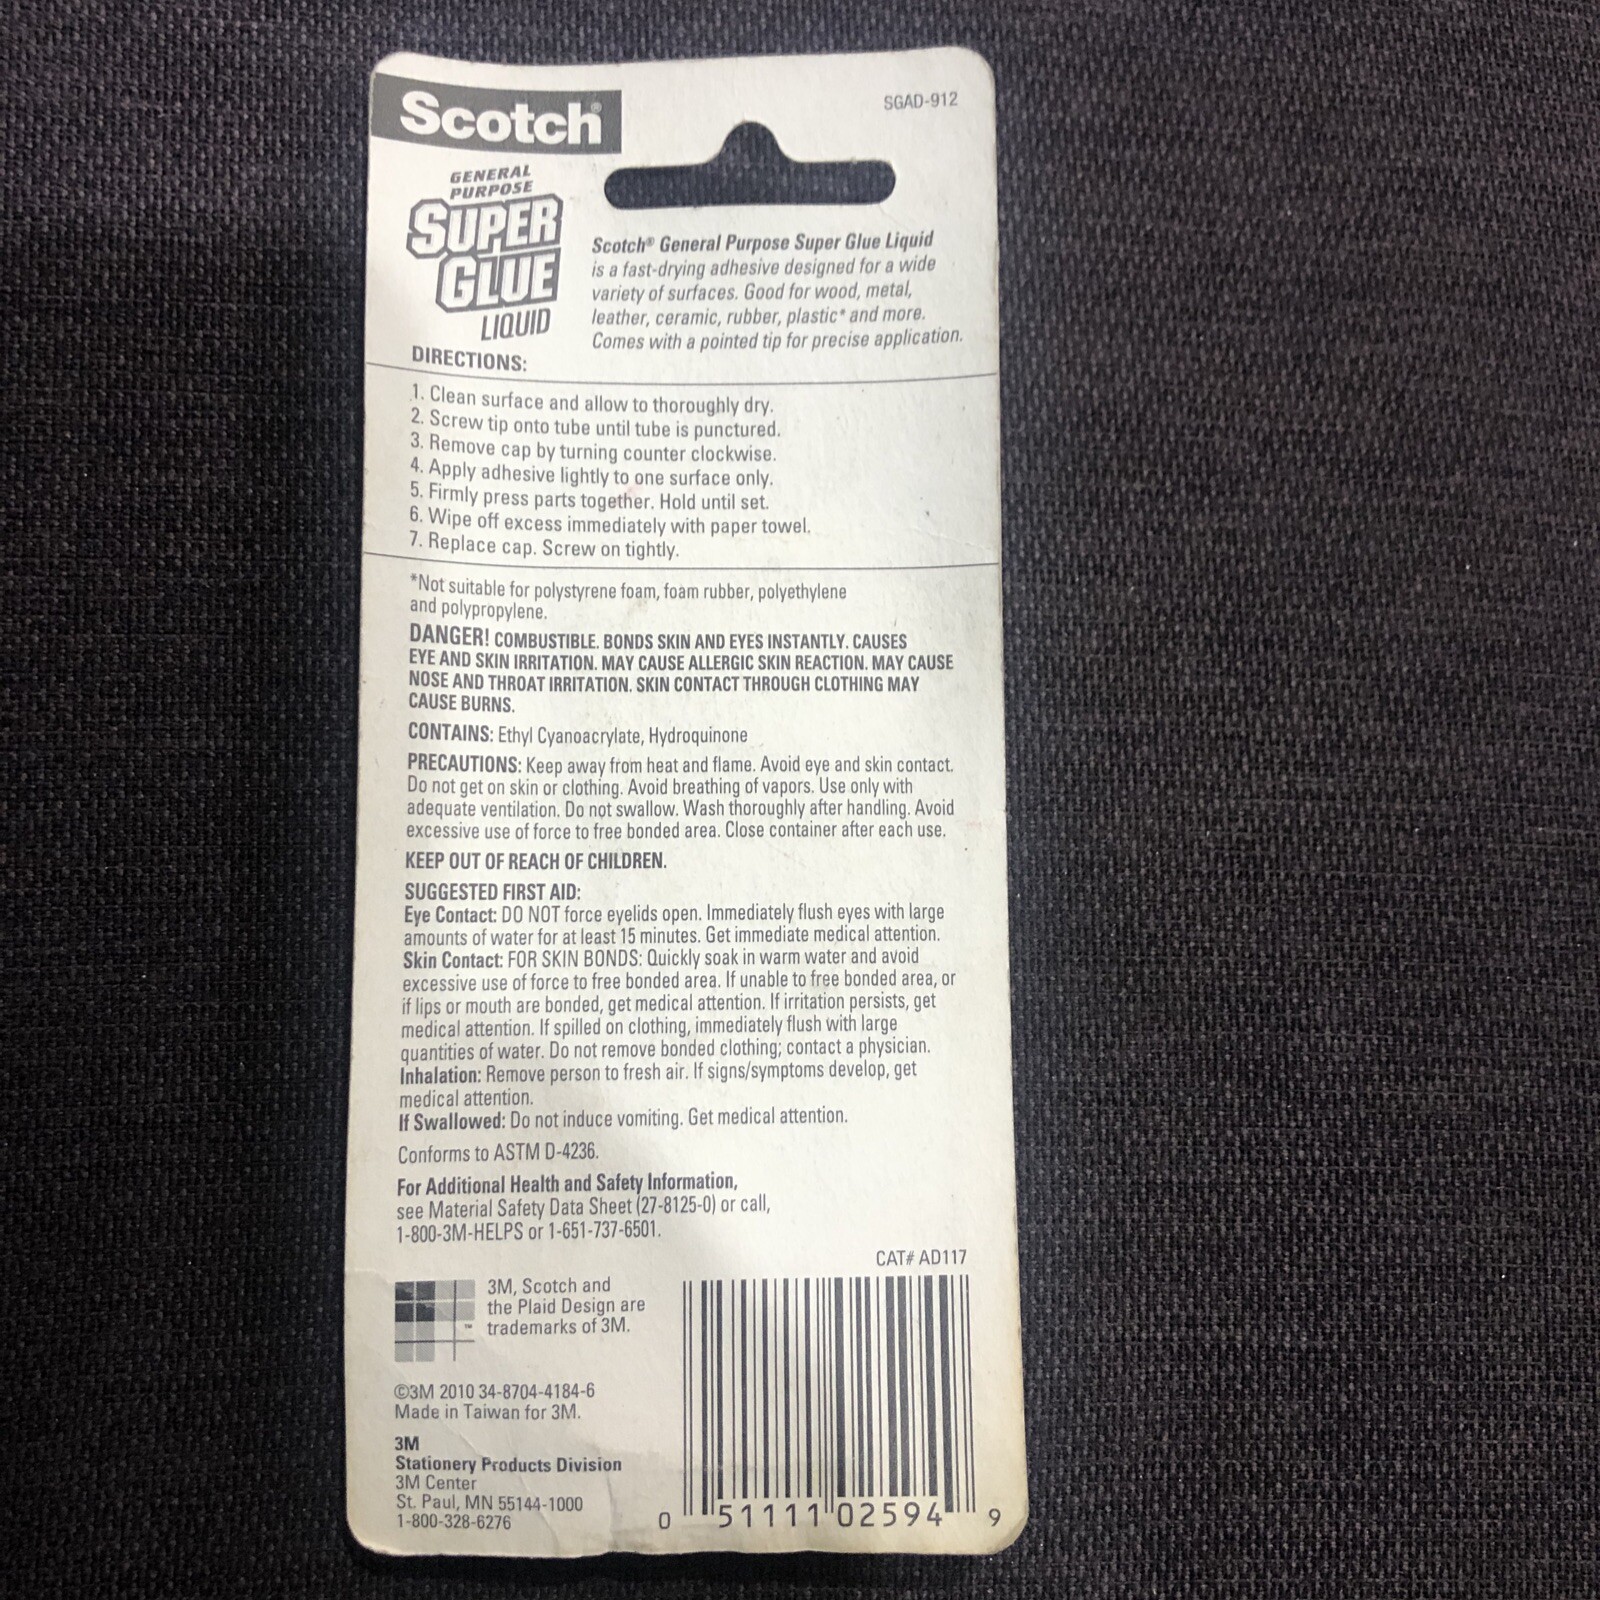 Scotch®
SGAD-912
GENERAL
PURPOSE
SUPER
GLUE
LIQUID
Scotch® General Purpose Super Glue Liquid
is a fast-drying adhesive designed for a wide
variety of surfaces. Good for wood, metal,
leather, ceramic, rubber, plastic* and more.
Comes with a pointed tip for precise application.
DIRECTIONS:
1. Clean surface and allow to thoroughly dry.
2. Screw tip onto tube until tube is punctured.
3. Remove cap by turning counter clockwise.
4. Apply adhesive lightly to one surface only.
5. Firmly press parts together. Hold until set.
6. Wipe off excess immediately with paper towel.
7. Replace cap. Screw on tightly.
*Not suitable for polystyrene foam, foam rubber, polyethylene
and polypropylene.
DANGER! COMBUSTIBLE. BONDS SKIN AND EYES INSTANTLY. CAUSES
EYE AND SKIN IRRITATION. MAY CAUSE ALLERGIC SKIN REACTION. MAY CAUSE
NOSE AND THROAT IRRITATION. SKIN CONTACT THROUGH CLOTHING MAY
CAUSE BURNS.
CONTAINS: Ethyl Cyanoacrylate, Hydroquinone
PRECAUTIONS: Keep away from heat and flame. Avoid eye and skin contact.
Do not get on skin or clothing. Avoid breathing of vapors. Use only with
adequate ventilation. Do not swallow. Wash thoroughly after handling. Avoid
excessive use of force to free bonded area. Close container after each use.
KEEP OUT OF REACH OF CHILDREN.
SUGGESTED FIRST AID:
Eye Contact: DO NOT force eyelids open. Immediately flush eyes with large
amounts of water for at least 15 minutes. Get immediate medical attention.
Skin Contact: FOR SKIN BONDS: Quickly soak in warm water and avoid
excessive use of force to free bonded area. If unable to free bonded area, or
if lips or mouth are bonded, get medical attention. If irritation persists, get
medical attention. If spilled on clothing, immediately flush with large
quantities of water. Do not remove bonded clothing; contact a physician.
Inhalation: Remove person to fresh air. If signs/symptoms develop, get
medical attention.
If Swallowed: Do not induce vomiting. Get medical attention.
Conforms to ASTM D-4236.
For Additional Health and Safety Information,
see Material Safety Data Sheet (27-8125-0) or call,
1-800-3M-HELPS or 1-651-737-6501.
CAT# AD117
3M, Scotch and
the Plaid Design are
™ trademarks of 3M.
©3M 2010 34-8704-4184-6
Made in Taiwan for 3M.
3M
Stationery Products Division
3M Center
St. Paul, MN 55144-1000
1-800-328-6276
0 51111 02594 9